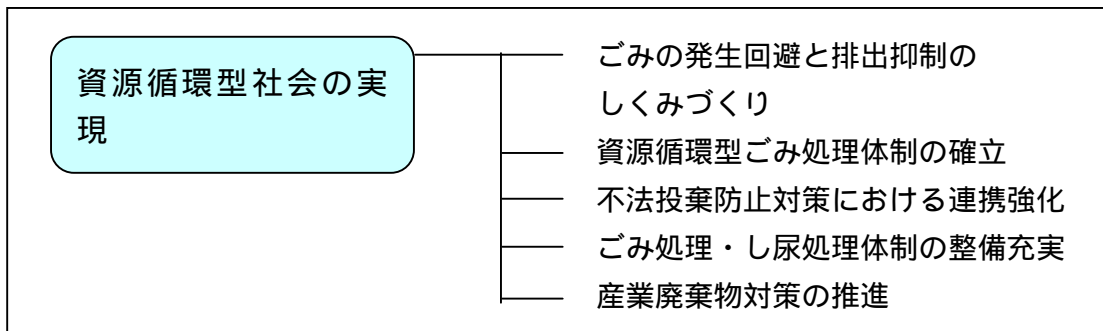 資源循環型社会の実
現
ごみの発生回避と排出抑制の
しくみづくり
資源循環型ごみ処理体制の確立
不法投棄防止対策における連携強化
ごみ処理・し尿処理体制の整備充実
産業廃棄物対策の推進